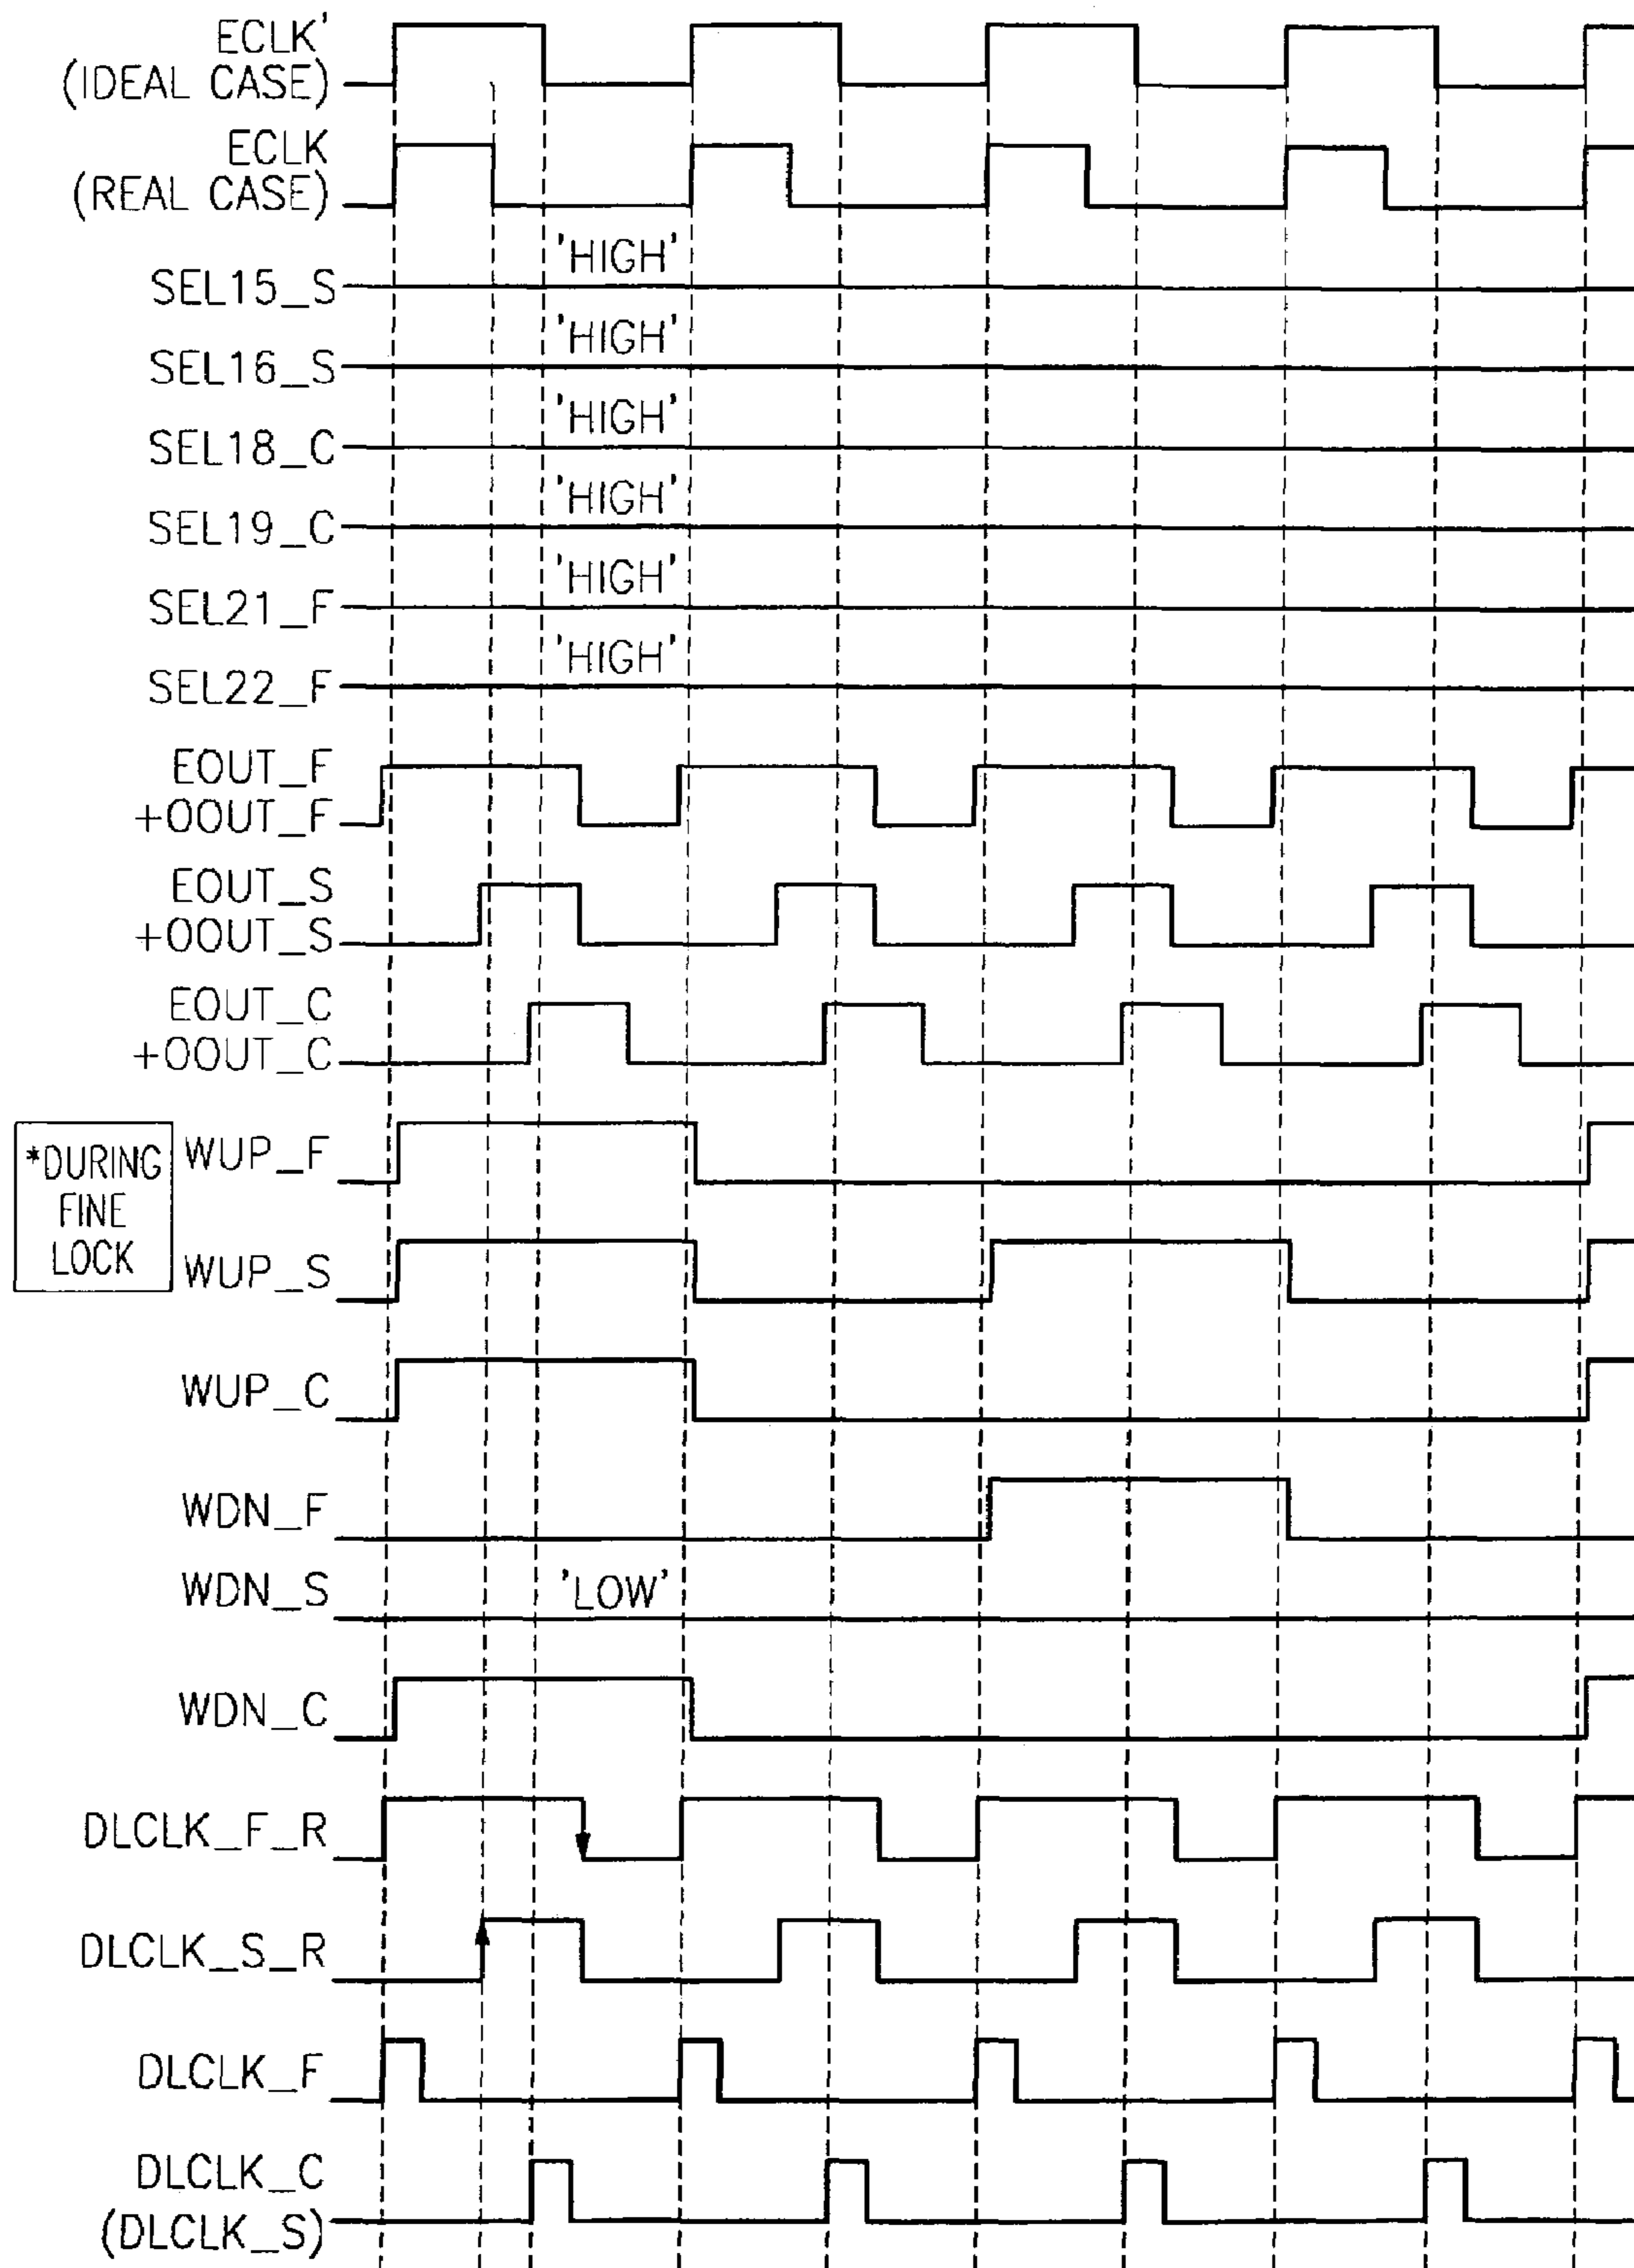 ECLK'
(IDEAL CASE)
ECLK
(REAL CASE)
'HIGH'
SEL15_S
'HIGH'
SEL16_S
'HIGH'
SEL18_C
'HIGH'
SEL19_C
'HIGH'
SEL21_F
'HIGH'
SEL22_F
EOUT_F
+OOUT_F
EOUT_S
+OOUT_S
EOUT_C
+OOUT_C
*DURING
FINE
LOCK
WUP_F
WUP_S
WUP_C
WDN_F
WDN_S
'LOW'
WDN_C
DLCLK_F_R
DLCLK_S_R
DLCLK_F
DLCLK_C
(DLCLK_S)